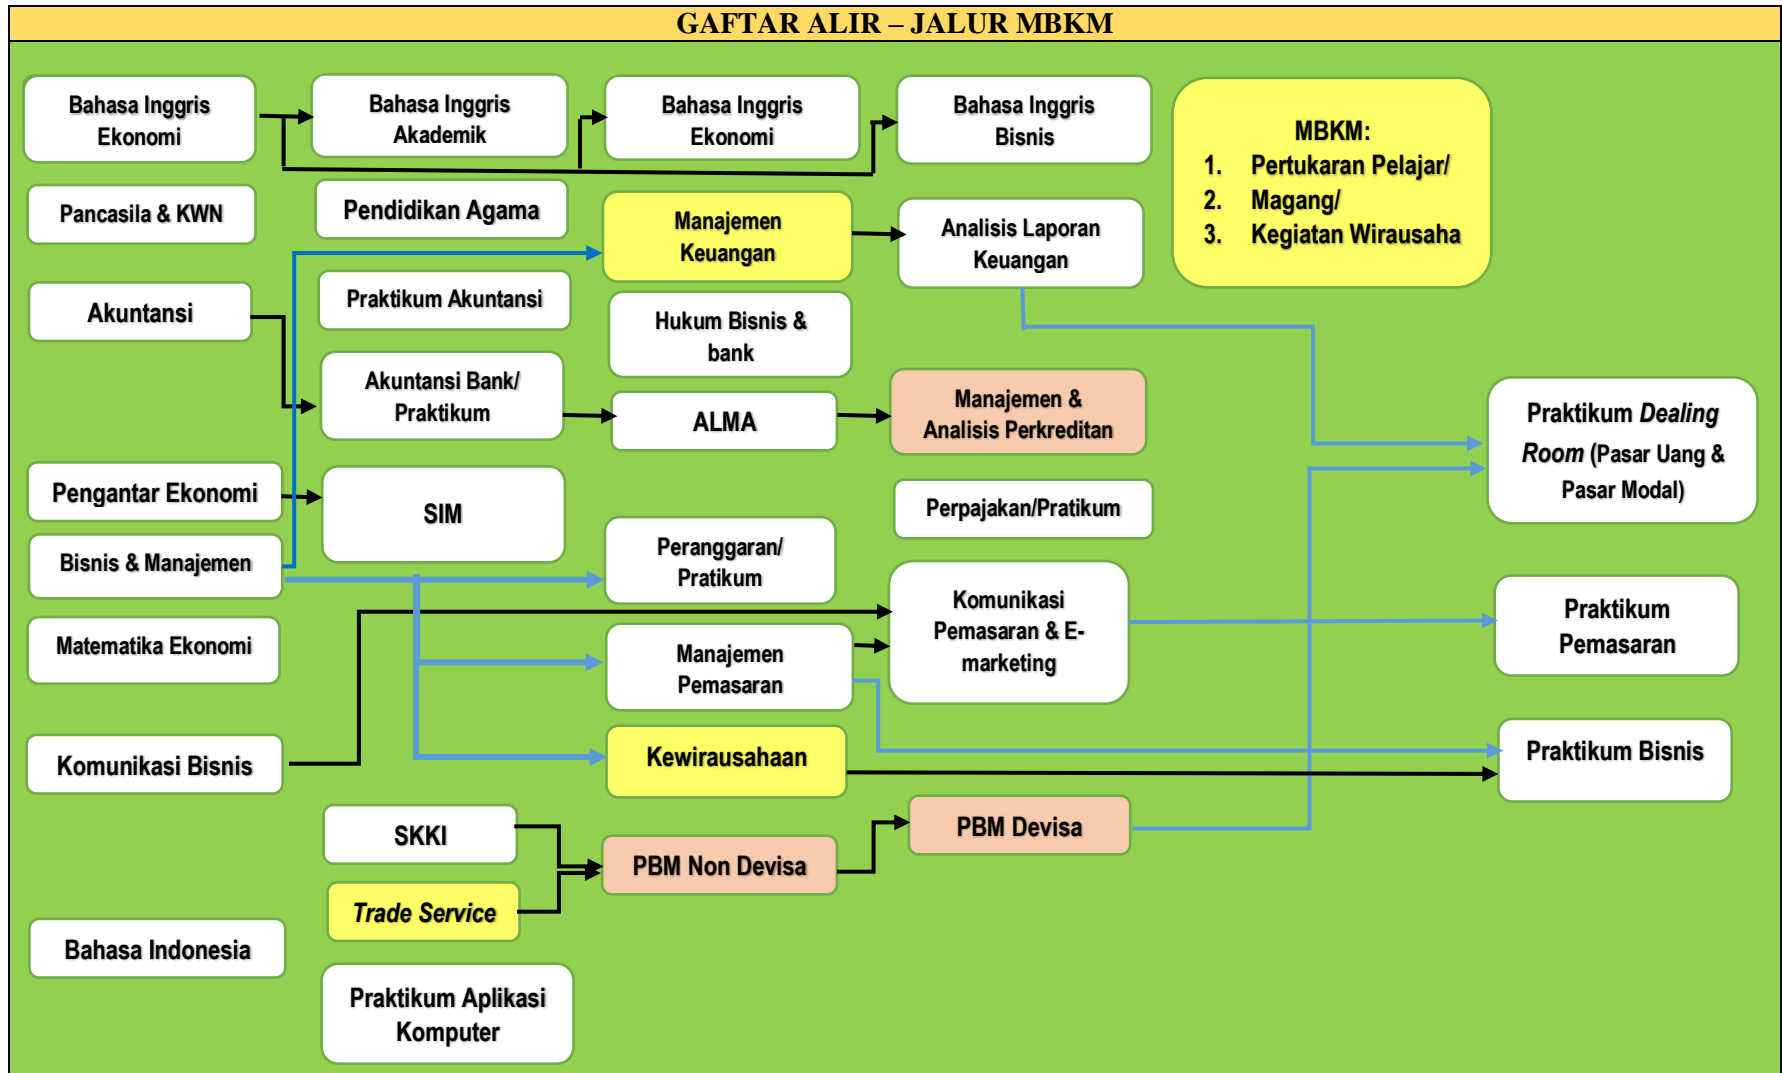 GAFTAR ALIR – JALUR MBKM
Bahasa Inggris
Ekonomi
Pancasila & KWN
Akuntansi
Pengantar Ekonomi
Bisnis & Manajemen
Matematika Ekonomi
Komunikasi Bisnis
Bahasa Indonesia
Bahasa Inggris
Akademik
Pendidikan Agama
Praktikum Akuntansi
Akuntansi Bank/
Praktikum
SIM
SKKI
Trade Service
Praktikum Aplikasi
Komputer
Bahasa Inggris
Ekonomi
Manajemen
Keuangan
Hukum Bisnis &
bank
ALMA
Peranggaran/
Pratikum
Manajemen
Pemasaran
Kewirausahaan
PBM Non Devisa
Bahasa Inggris
Bisnis
Analisis Laporan
Keuangan
Manajemen &
Analisis Perkreditan
Perpajakan/Pratikum
Komunikasi
Pemasaran & E-
marketing
PBM Devisa
MBKM:
1. Pertukaran Pelajar/
2. Magang/
3. Kegiatan Wirausaha
Praktikum Dealing
Room (Pasar Uang &
Pasar Modal)
Praktikum
Pemasaran
Praktikum Bisnis